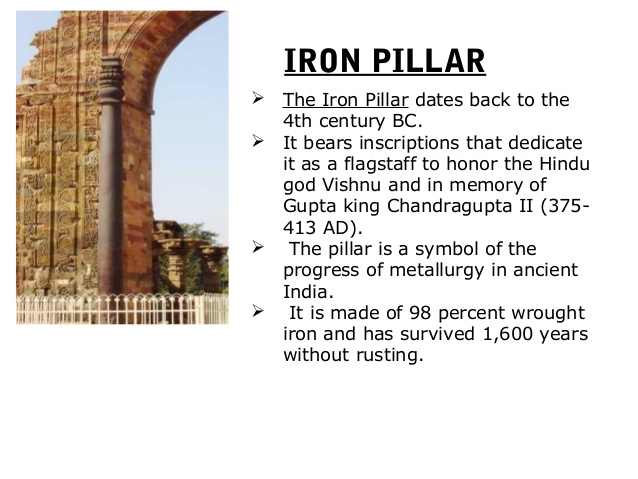 IRON PILLAR
➢ The Iron Pillar dates back to the
4th century BC.
➢ It bears inscriptions that dedicate
it as a flagstaff to honor the Hindu
god Vishnu and in memory of
Gupta king Chandragupta II (375-
413 AD).
➢ The pillar is a symbol of the
progress of metallurgy in ancient
India.
➢ It is made of 98 percent wrought
iron and has survived 1,600 years
without rusting.